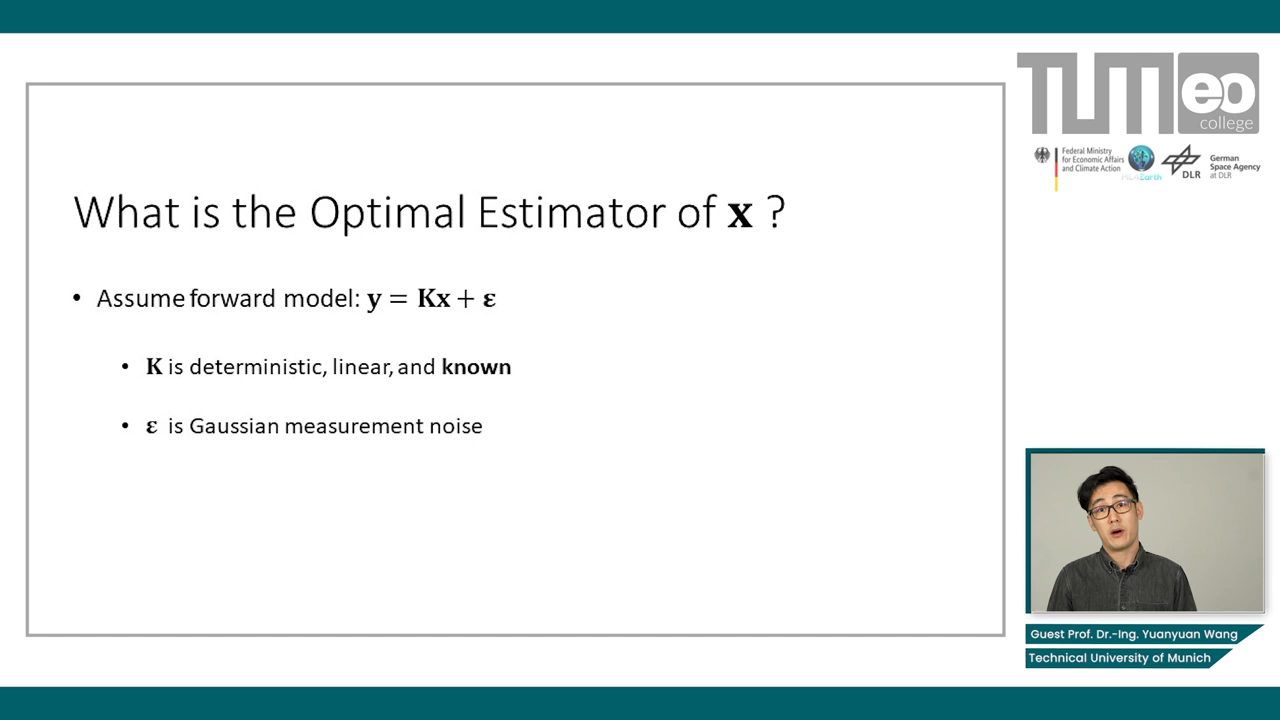 TUM eo
college
Federal Ministry
for Economic Affairs
and Climate Action
ML4Earth
DLR
German
Space Agency
at DLR
What is the Optimal Estimator of x ?
• Assume forward model: y = Kx + ε
• K is deterministic, linear, and known
• ε is Gaussian measurement noise
Guest Prof. Dr.-Ing. Yuanyuan Wang
Technical University of Munich